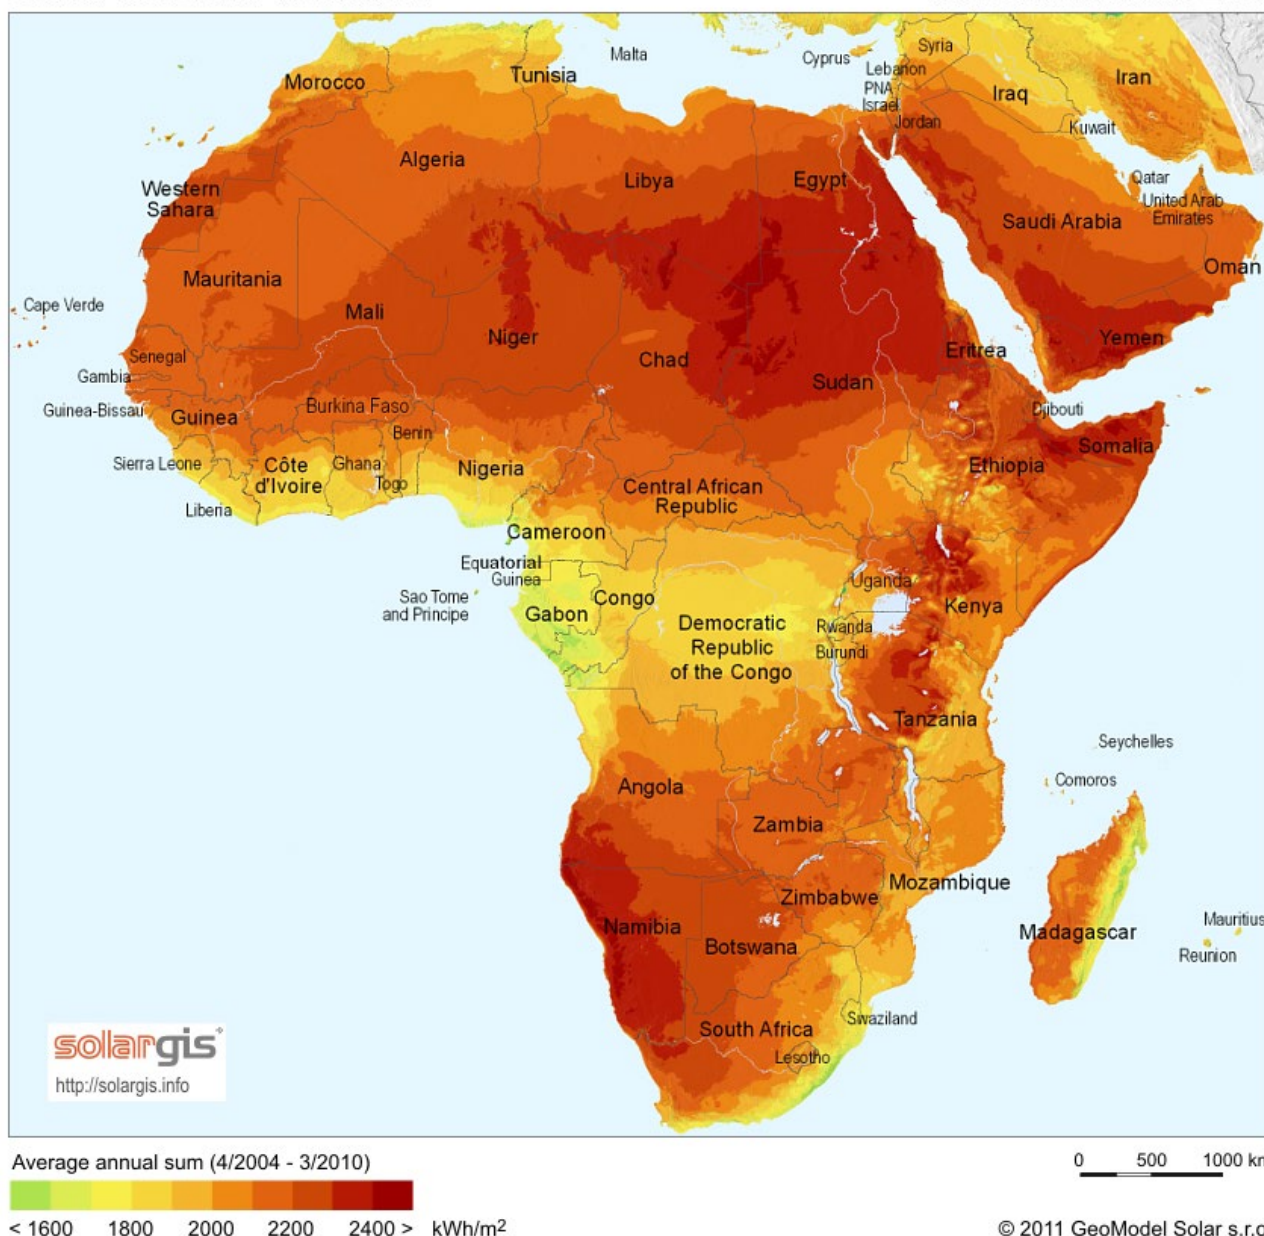 Malta
Cyprus
Syria
Lebanon
PNA
Israel
Jordan
Iraq
Iran
Kuwait
Morocco
Tunisia
Algeria
Libya
Egypt
Qatar
United Arab
Emirates
Saudi Arabia
Oman
Western
Sahara
Mauritania
Cape Verde
Mali
Niger
Chad
Sudan
Eritrea
Yemen
Senegal
Gambia
Guinea-Bissau
Guinea
Burkina Faso
Benin
Djibouti
Somalia
Sierra Leone
Côte
d'Ivoire
Ghana
Togo
Nigeria
Ethiopia
Liberia
Central African
Republic
Cameroon
Equatorial
Guinea
Sao Tome
and Principe
Gabon
Congo
Democratic
Republic
of the Congo
Uganda
Kenya
Rwanda
Burundi
Tanzania
Seychelles
Comoros
Angola
Zambia
Mozambique
Zimbabwe
Namibia
Botswana
Madagascar
Mauritius
Reunion
South Africa
Swaziland
Lesotho
solargis
http://solargis.info
Average annual sum (4/2004 - 3/2010)
0 500 1000 km
< 1600 1800 2000 2200 2400 > kWh/m²
© 2011 GeoModel Solar s.r.o